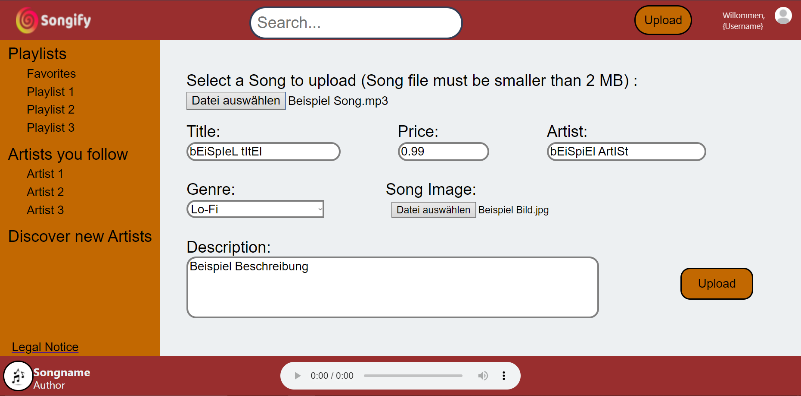 Songify
Search...
Upload
Willommen,
{Username}
Playlists
Favorites
Playlist 1
Playlist 2
Playlist 3
Artists you follow
Artist 1
Artist 2
Artist 3
Discover new Artists
Legal Notice
Select a Song to upload (Song file must be smaller than 2 MB) :
Datei auswählen Beispiel Song.mp3
Title: Price: Artist:
bEiSpIeL tItEl 0.99 bEiSpiEl ArtISt
Genre: Song Image:
Lo-Fi Datei auswählen Beispiel Bild.jpg
Description:
Beispiel Beschreibung
Upload
Songname
Author
0:00 / 0:00